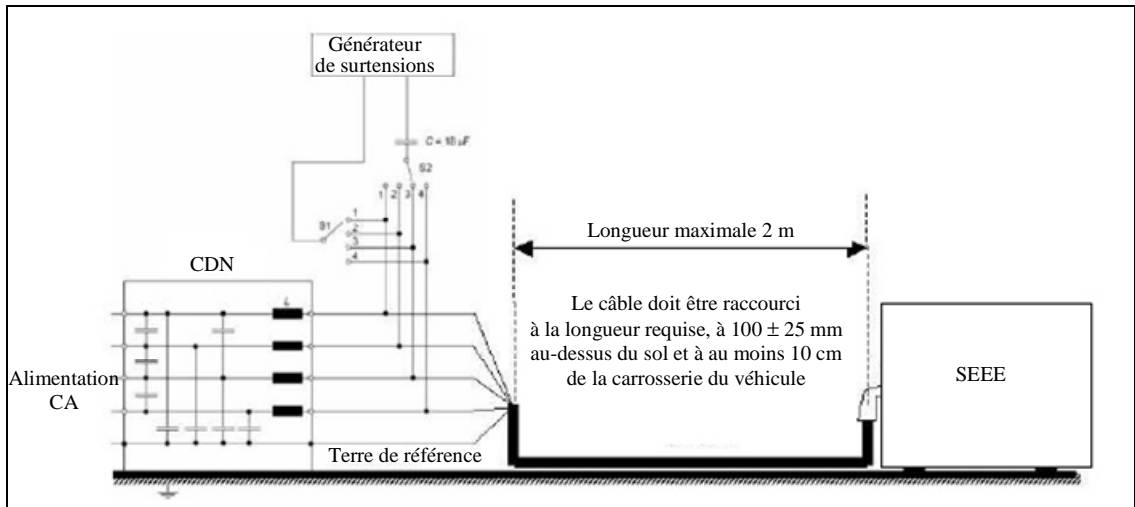 Générateur
de surtensions
C = 18 µF
S2
1
2
3
4
S1
1
2
3
4
CDN
L
Longueur maximale 2 m
Le câble doit être raccourci
à la longueur requise, à 100 ± 25 mm
au-dessus du sol et à au moins 10 cm
de la carrosserie du véhicule
SEEE
Alimentation
CA
Terre de référence